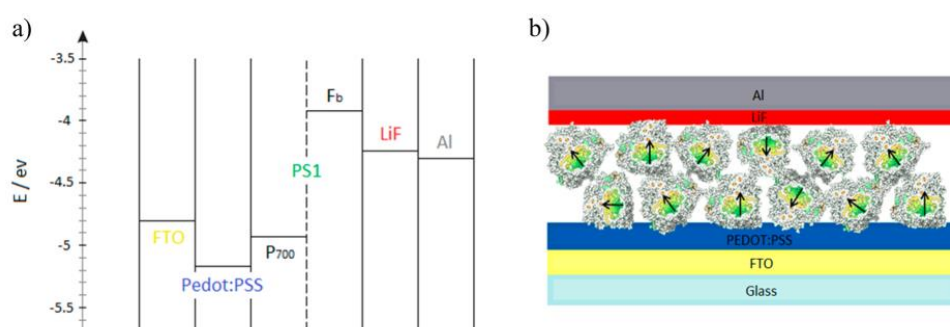 a)
E / ev
-3.5
-4
-4.5
-5
-5.5
FTO
Pedot:PSS
P700
PS1
Fb
LiF
Al
b)
Al
LiF
PEDOT:PSS
FTO
Glass